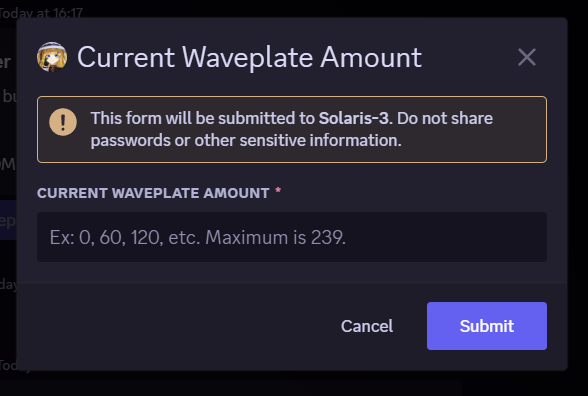 Today at 16:17
Current Waveplate Amount
This form will be submitted to Solaris-3. Do not share
passwords or other sensitive information.
CURRENT WAVEPLATE AMOUNT *
Ex: 0, 60, 120, etc. Maximum is 239.
Cancel
Submit